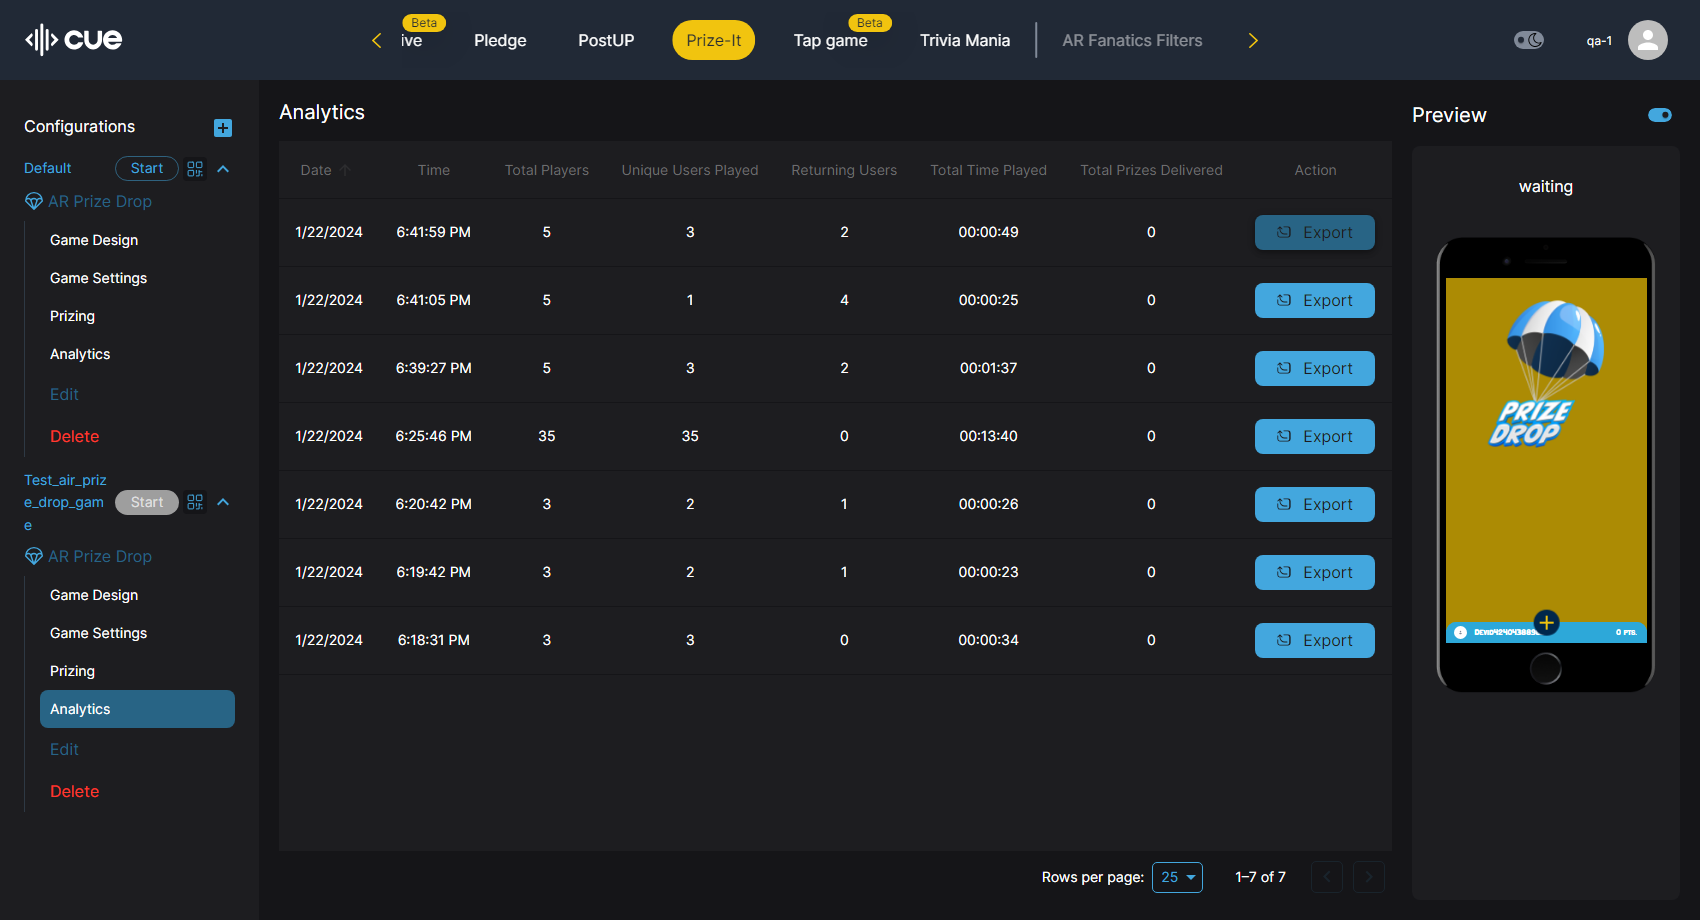 cue
Beta
ive
Pledge
PostUP
Prize-It
Beta
Tap game
Trivia Mania
AR Fanatics Filters
qa-1
Configurations
Default
Start
AR Prize Drop
Game Design
Game Settings
Prizing
Analytics
Edit
Delete
Test_air_priz
e_drop_gam
e
Start
AR Prize Drop
Game Design
Game Settings
Prizing
Analytics
Edit
Delete
Analytics
Date Time Total Players Unique Users Played Returning Users Total Time Played Total Prizes Delivered Action
1/22/2024 6:41:59 PM 5 3 2 00:00:49 0 Export
1/22/2024 6:41:05 PM 5 1 4 00:00:25 0 Export
1/22/2024 6:39:27 PM 5 3 2 00:01:37 0 Export
1/22/2024 6:25:46 PM 35 35 0 00:13:40 0 Export
1/22/2024 6:20:42 PM 3 2 1 00:00:26 0 Export
1/22/2024 6:19:42 PM 3 2 1 00:00:23 0 Export
1/22/2024 6:18:31 PM 3 3 0 00:00:34 0 Export
Rows per page: 25 1–7 of 7
Preview
waiting
PRIZE
DROP
0 PTS.